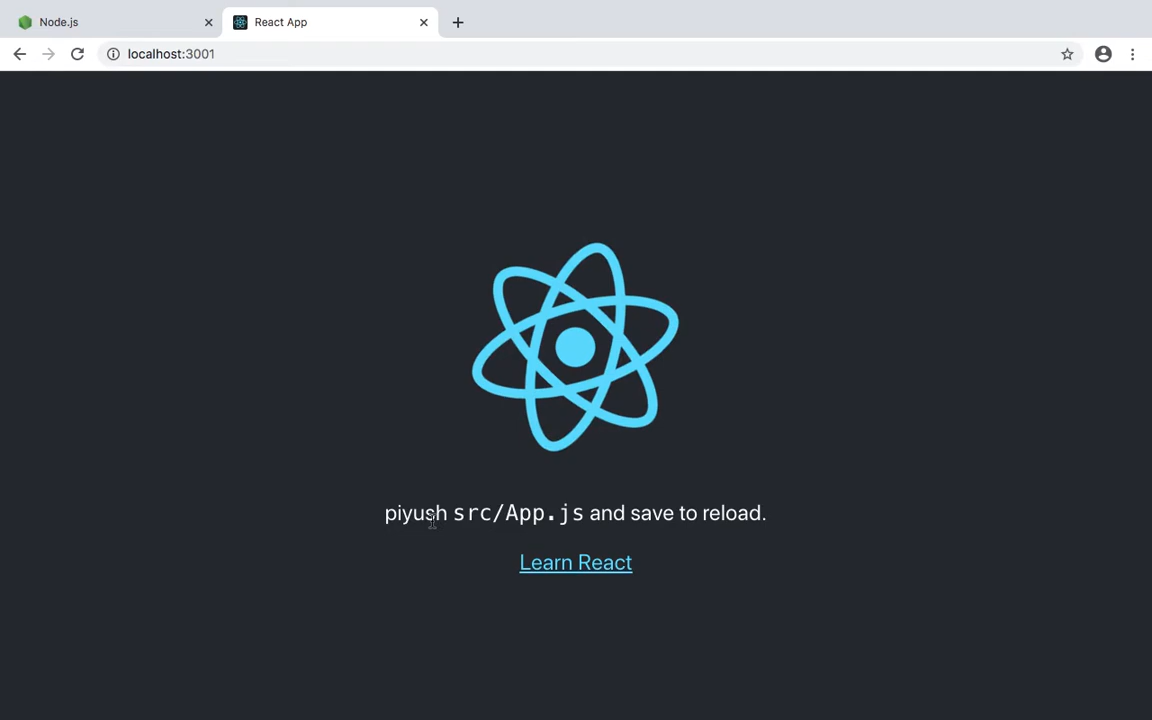 Node.js
React App
localhost:3001
piyush src/App.js and save to reload.
Learn React